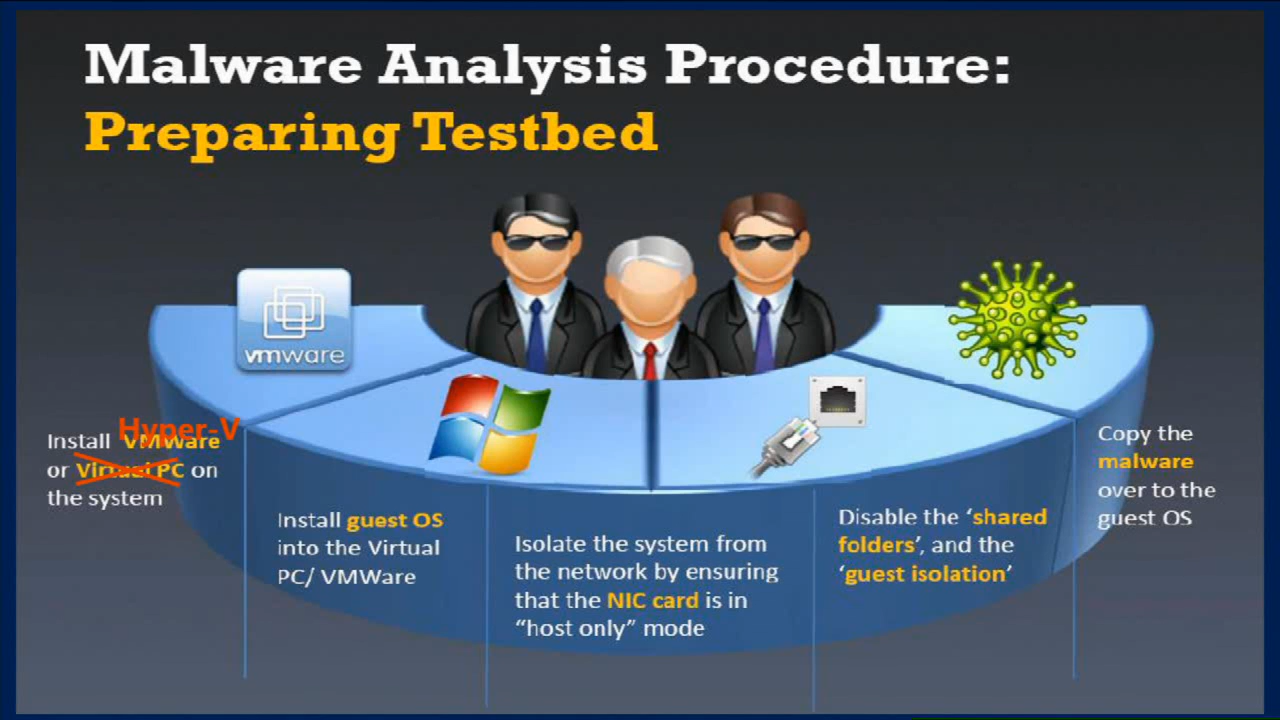 Malware Analysis Procedure:
Preparing Testbed
vmware
Hyper-V
Install VMWare
or Virtual PC on
the system
Install guest OS
into the Virtual
PC/ VMWare
Isolate the system from
the network by ensuring
that the NIC card is in
“host only” mode
Disable the ‘shared
folders’, and the
‘guest isolation’
Copy the
malware
over to the
guest OS